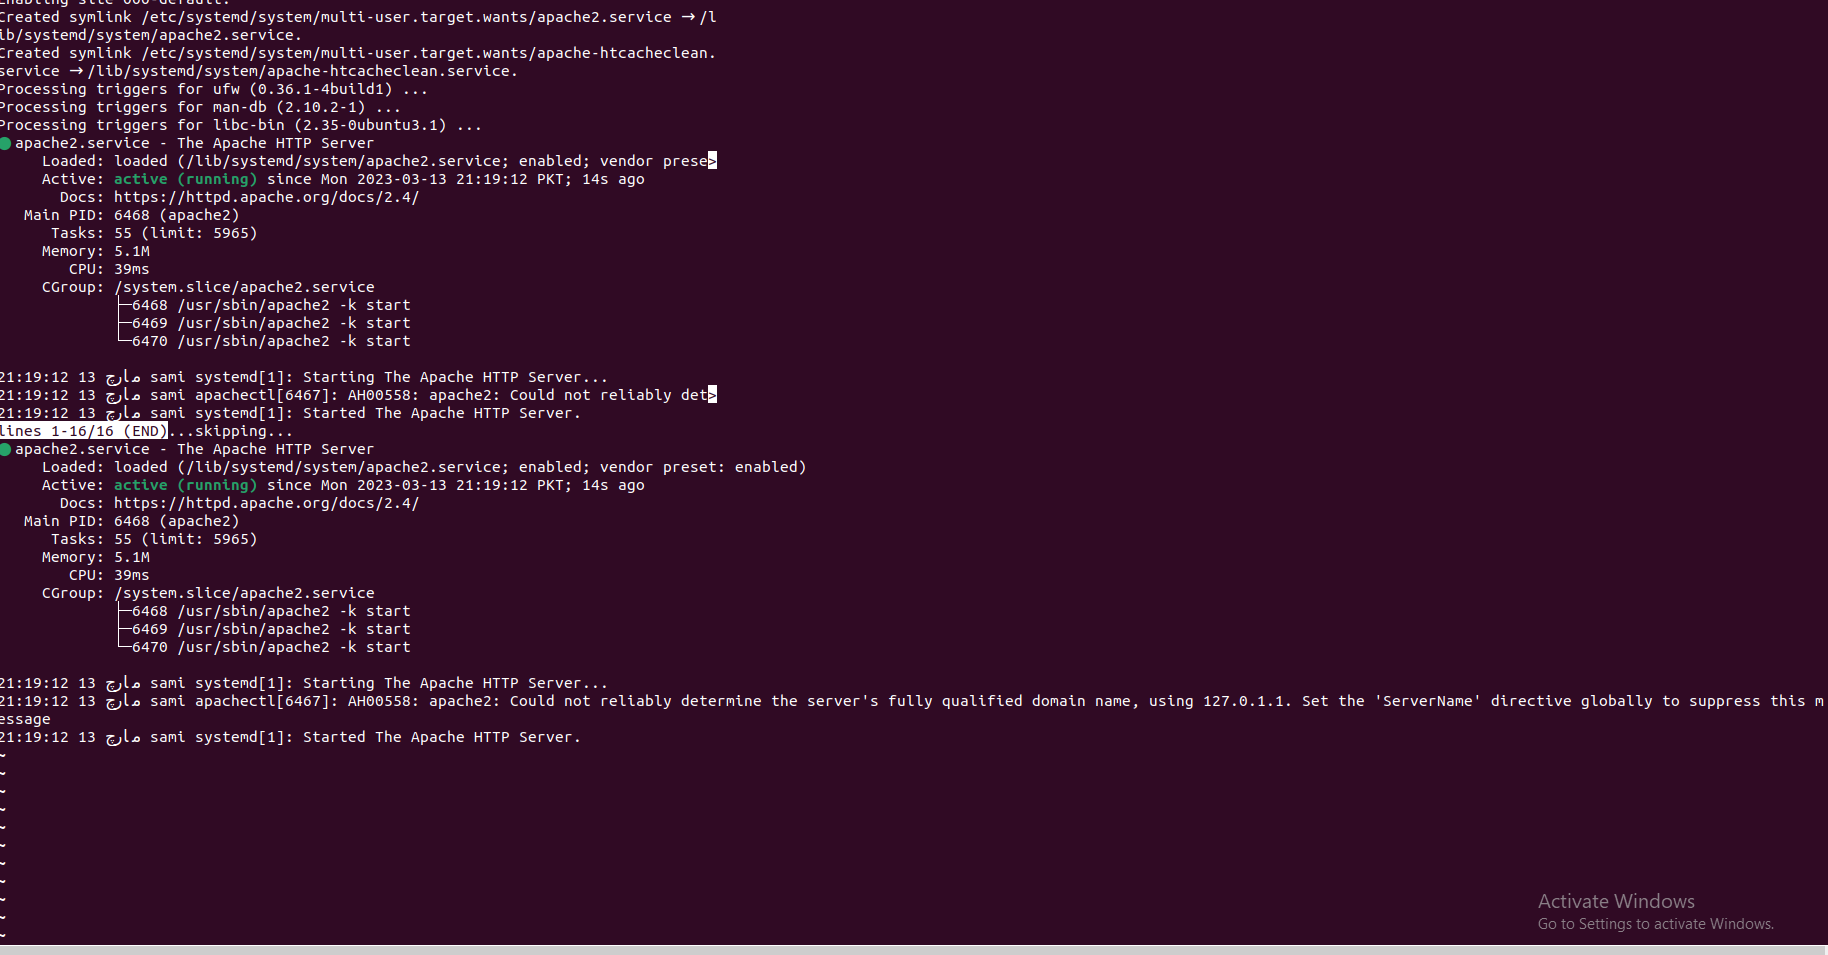 Enabling site 000-default.
Created symlink /etc/systemd/system/multi-user.target.wants/apache2.service → /l
ib/systemd/system/apache2.service.
Created symlink /etc/systemd/system/multi-user.target.wants/apache-htcacheclean.
service → /lib/systemd/system/apache-htcacheclean.service.
Processing triggers for ufw (0.36.1-4build1) ...
Processing triggers for man-db (2.10.2-1) ...
Processing triggers for libc-bin (2.35-0ubuntu3.1) ...
● apache2.service - The Apache HTTP Server
Loaded: loaded (/lib/systemd/system/apache2.service; enabled; vendor prese>
Active: active (running) since Mon 2023-03-13 21:19:12 PKT; 14s ago
Docs: https://httpd.apache.org/docs/2.4/
Main PID: 6468 (apache2)
Tasks: 55 (limit: 5965)
Memory: 5.1M
CPU: 39ms
CGroup: /system.slice/apache2.service
├─6468 /usr/sbin/apache2 -k start
├─6469 /usr/sbin/apache2 -k start
└─6470 /usr/sbin/apache2 -k start
21:19:12 13 مارچ sami systemd[1]: Starting The Apache HTTP Server...
21:19:12 13 مارچ sami apachectl[6467]: AH00558: apache2: Could not reliably det>
21:19:12 13 مارچ sami systemd[1]: Started The Apache HTTP Server.
lines 1-16/16 (END)...skipping...
● apache2.service - The Apache HTTP Server
Loaded: loaded (/lib/systemd/system/apache2.service; enabled; vendor preset: enabled)
Active: active (running) since Mon 2023-03-13 21:19:12 PKT; 14s ago
Docs: https://httpd.apache.org/docs/2.4/
Main PID: 6468 (apache2)
Tasks: 55 (limit: 5965)
Memory: 5.1M
CPU: 39ms
CGroup: /system.slice/apache2.service
├─6468 /usr/sbin/apache2 -k start
├─6469 /usr/sbin/apache2 -k start
└─6470 /usr/sbin/apache2 -k start
21:19:12 13 مارچ sami systemd[1]: Starting The Apache HTTP Server...
21:19:12 13 مارچ sami apachectl[6467]: AH00558: apache2: Could not reliably determine the server's fully qualified domain name, using 127.0.1.1. Set the 'ServerName' directive globally to suppress this m
essage
21:19:12 13 مارچ sami systemd[1]: Started The Apache HTTP Server.
~
~
~
~
~
~
~
~
~
~
~
Activate Windows
Go to Settings to activate Windows.